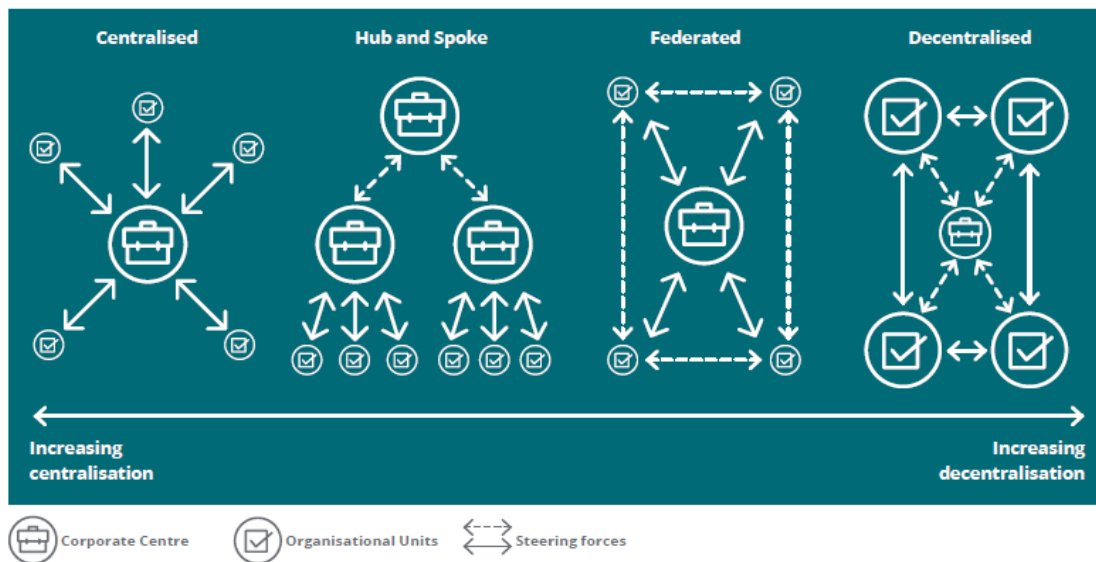 Centralised
Hub and Spoke
Federated
Decentralised
Increasing
centralisation
Increasing
decentralisation
Corporate Centre
Organisational Units
Steering forces